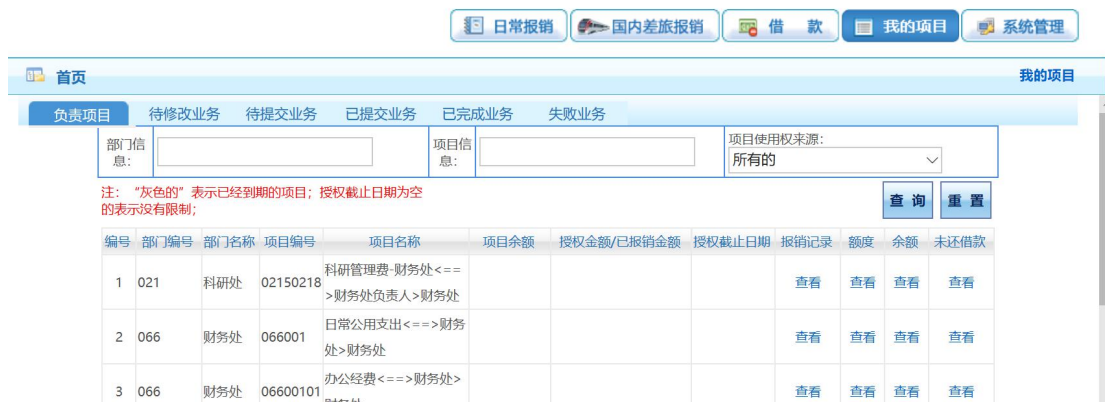 日常报销 国内差旅报销 借 款 我的项目 系统管理
首页 我的项目
负责项目 待修改业务 待提交业务 已提交业务 已完成业务 失败业务
部门信息: 项目信息: 项目使用权来源:
所有的
注: “灰色的”表示已经到期的项目; 授权截止日期为空
的表示没有限制;
查 询 重 置
编号 部门编号 部门名称 项目编号 项目名称 项目余额 授权金额/已报销金额 授权截止日期 报销记录 额度 余额 未还借款
科研管理费-财务处<==
1 021 科研处 02150218 查看 查看 查看 查看
>财务处负责人>财务处
日常公用支出<==>财务
2 066 财务处 066001 查看 查看 查看 查看
处>财务处
办公经费<==>财务处>
3 066 财务处 06600101 查看 查看 查看 查看